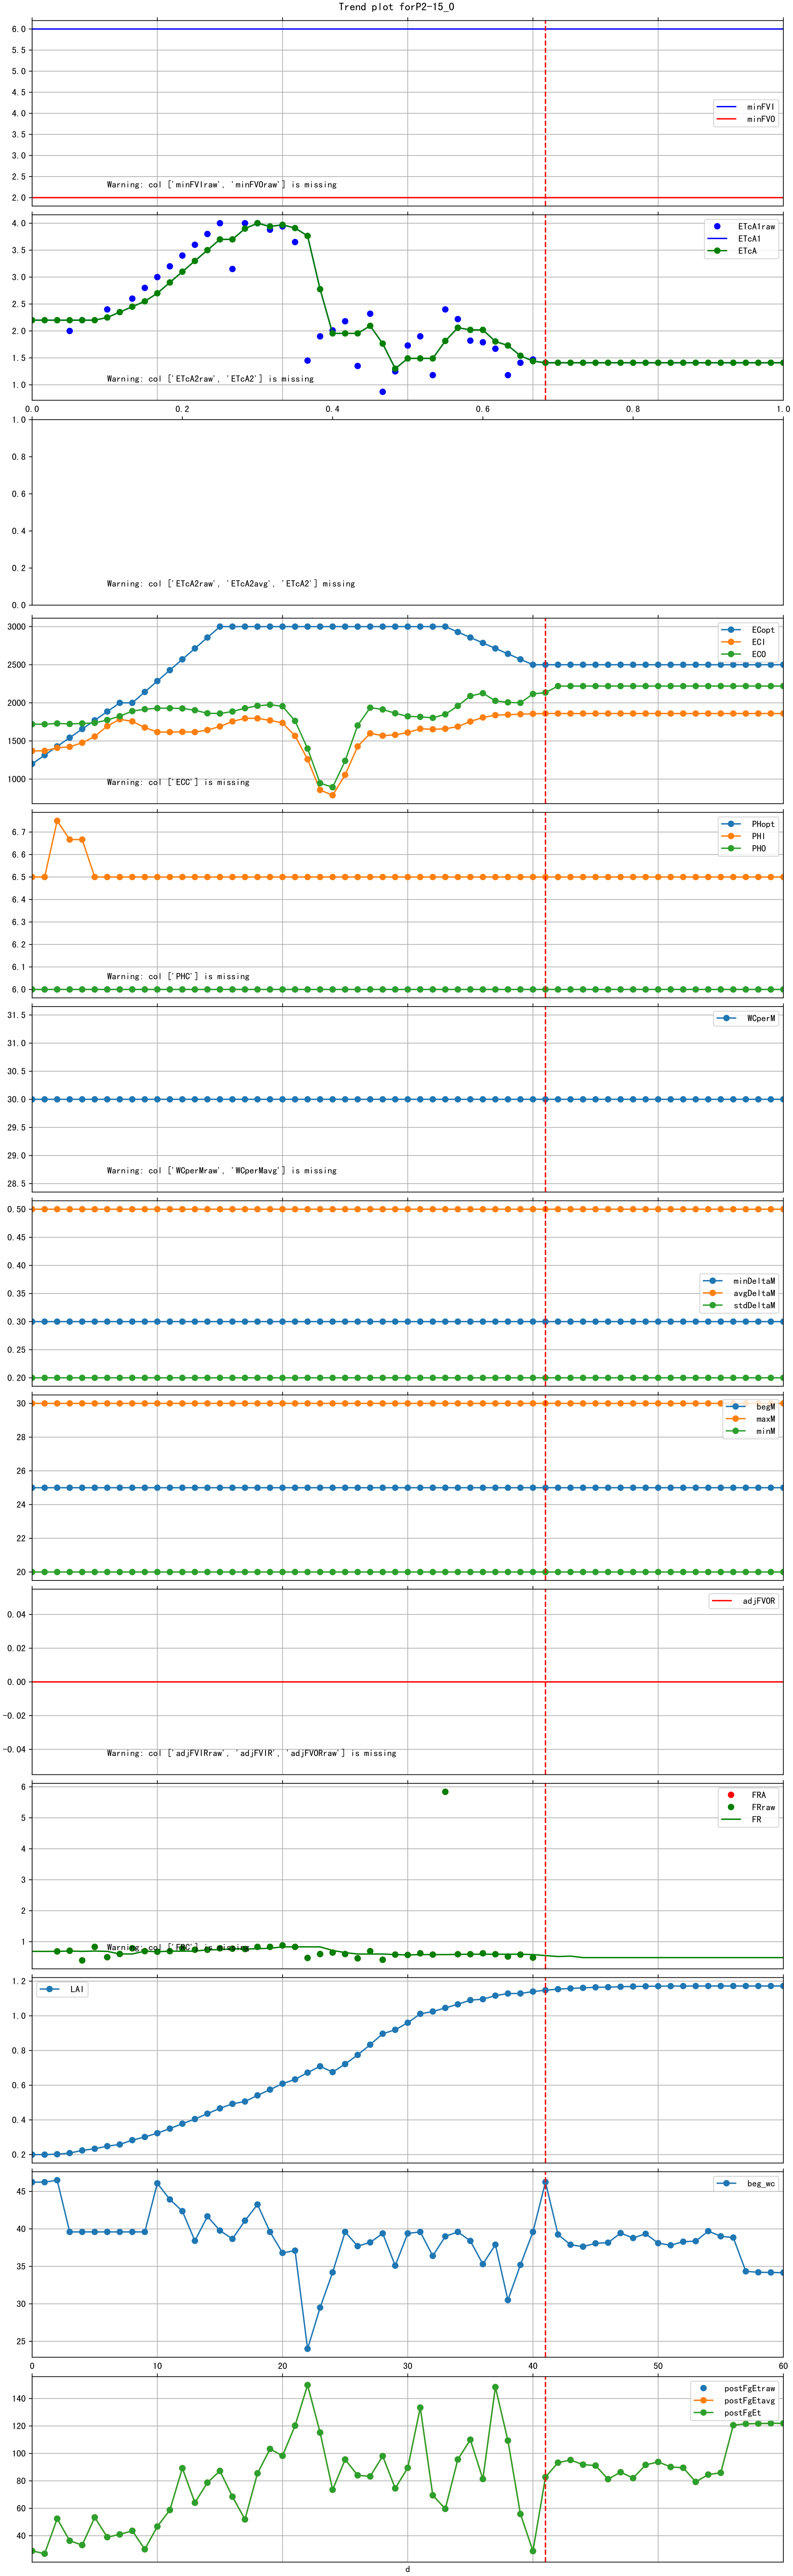 Trend plot forP2-15_0
6.0
5.5
5.0
4.5
4.0
3.5
3.0
2.5
2.0
minFVI
minFVO
Warning: col ['minFVIraw', 'minFVOraw'] is missing
4.0
3.5
3.0
2.5
2.0
1.5
1.0
ETcA1raw
ETcA1
ETcA
Warning: col ['ETcA2raw', 'ETcA2'] is missing
0.0 0.2 0.4 0.6 0.8 1.0
1.0
0.8
0.6
0.4
0.2
0.0
Warning: col ['ETcA2raw', 'ETcA2avg', 'ETcA2'] missing
3000
2500
2000
1500
1000
ECopt
ECI
ECO
Warning: col ['ECC'] is missing
6.7
6.6
6.5
6.4
6.3
6.2
6.1
6.0
PHopt
PHI
PHO
Warning: col ['PHC'] is missing
31.5
31.0
30.5
30.0
29.5
29.0
28.5
WCperM
Warning: col ['WCperMraw', 'WCperMavg'] is missing
0.50
0.45
0.40
0.35
0.30
0.25
0.20
minDeltaM
avgDeltaM
stdDeltaM
30
28
26
24
22
20
begM
maxM
minM
0.04
0.02
0.00
-0.02
-0.04
adjFVOR
Warning: col ['adjFVIRraw', 'adjFVIR', 'adjFVORraw'] is missing
6
5
4
3
2
1
FRA
FRraw
FR
Warning: col ['FRC'] is missing
1.2
1.0
0.8
0.6
0.4
0.2
LAI
45
40
35
30
25
beg_wc
0 10 20 30 40 50 60
140
120
100
80
60
40
postFgEtraw
postFgEtavg
postFgEt
d